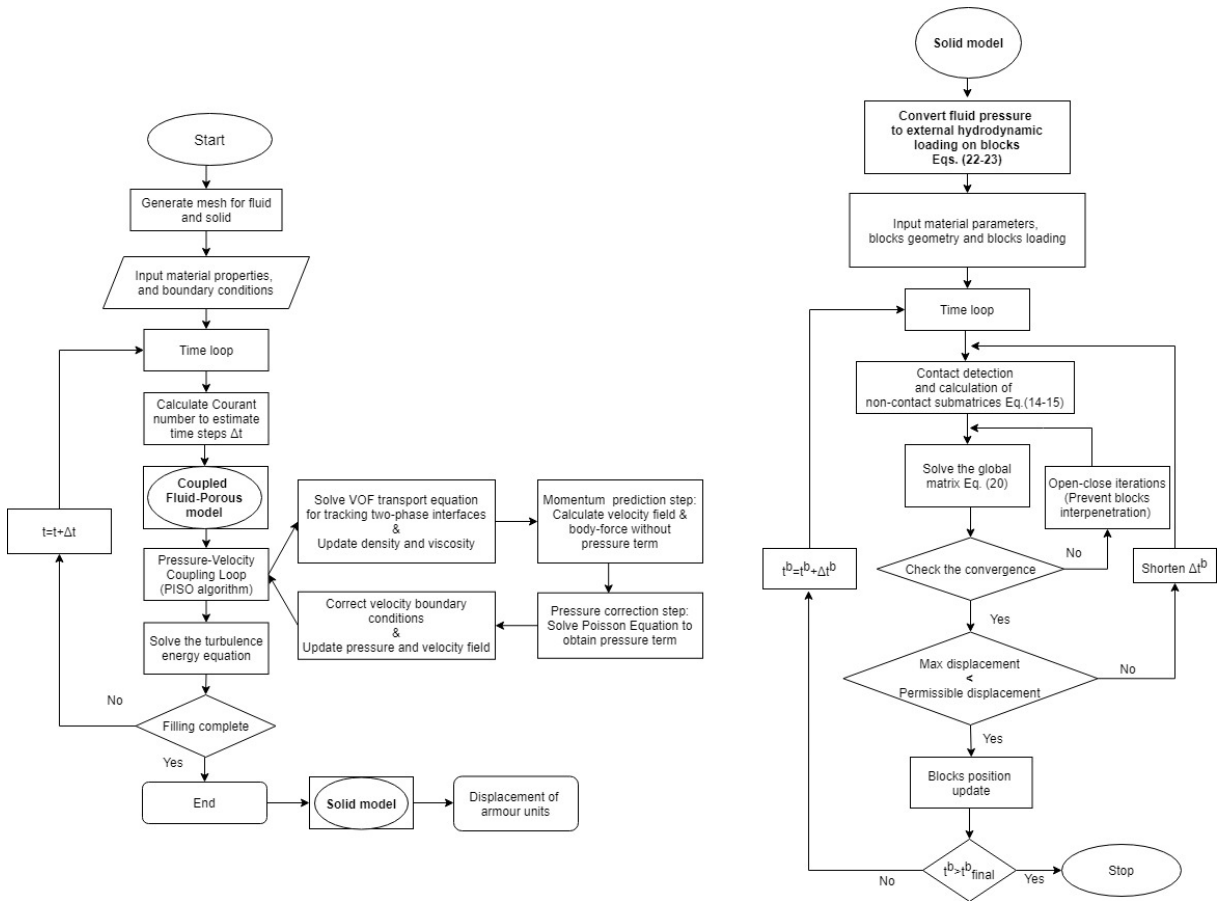 Start
Generate mesh for fluid
and solid
Input material properties,
and boundary conditions
Time loop
Calculate Courant
number to estimate
time steps Δt
Coupled
Fluid-Porous
model
t=t+Δt
Pressure-Velocity
Coupling Loop
(PISO algorithm)
Solve VOF transport equation
for tracking two-phase interfaces
&
Update density and viscosity
Momentum prediction step:
Calculate velocity field &
body-force without
pressure term
Pressure correction step:
Solve Poisson Equation to
obtain pressure term
Correct velocity boundary
conditions
&
Update pressure and velocity field
Solve the turbulence
energy equation
No
Filling complete
Yes
End
Solid model
Displacement of
armour units
Solid model
Convert fluid pressure
to external hydrodynamic
loading on blocks
Eqs. (22-23)
Input material parameters,
blocks geometry and blocks loading
Time loop
Contact detection
and calculation of
non-contact submatrices Eq.(14-15)
Solve the global
matrix Eq. (20)
Open-close iterations
(Prevent blocks
interpenetration)
No
Check the convergence
t^b=t^b+Δt^b
Shorten Δt^b
Yes
Max displacement
<
Permissible displacement
No
Yes
Blocks position
update
t^b>t^b_final
No
Yes
Stop